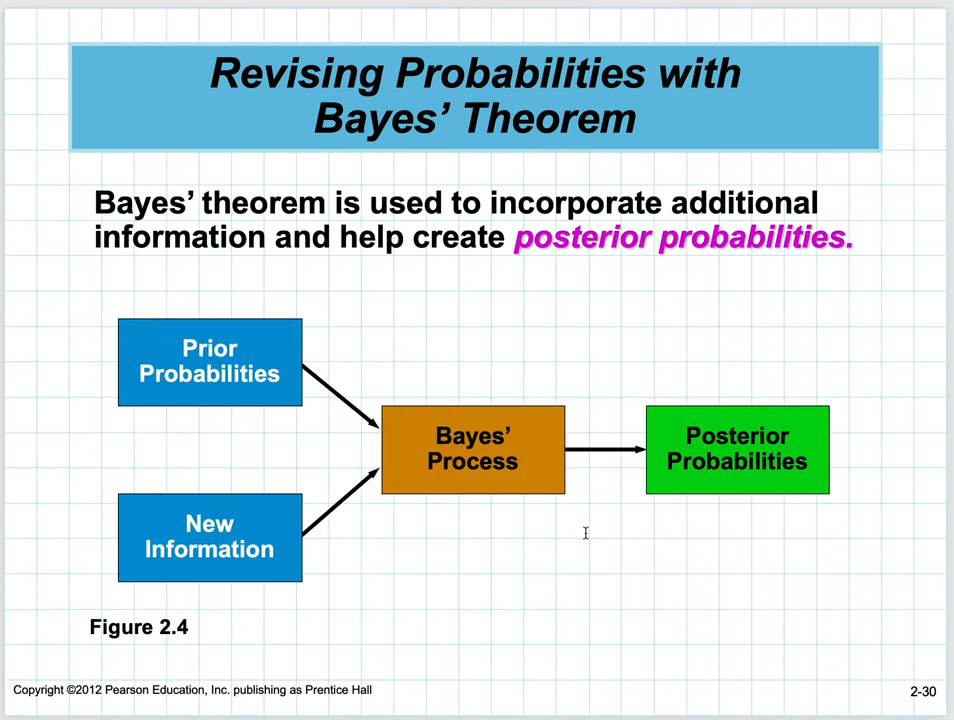 Revising Probabilities with
Bayes’ Theorem
Bayes’ theorem is used to incorporate additional
information and help create posterior probabilities.
Prior
Probabilities
Bayes’
Process
Posterior
Probabilities
New
Information
Figure 2.4
Copyright ©2012 Pearson Education, Inc. publishing as Prentice Hall
2-30